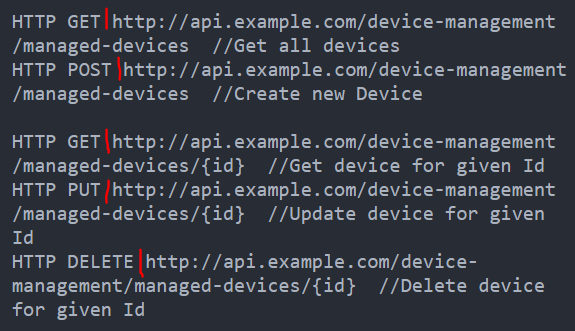 HTTP GET http://api.example.com/device-management
/managed-devices  //Get all devices
HTTP POST http://api.example.com/device-management
/managed-devices  //Create new Device
HTTP GET http://api.example.com/device-management
/managed-devices/{id}  //Get device for given Id
HTTP PUT http://api.example.com/device-management
/managed-devices/{id}  //Update device for given
Id
HTTP DELETE http://api.example.com/device-
management/managed-devices/{id}  //Delete device
for given Id